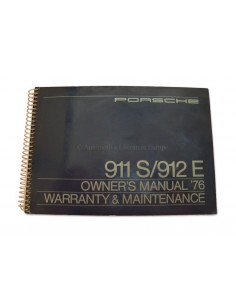 PORSCHE
911 S/912 E
OWNER'S MANUAL '76
WARRANTY & MAINTENANCE